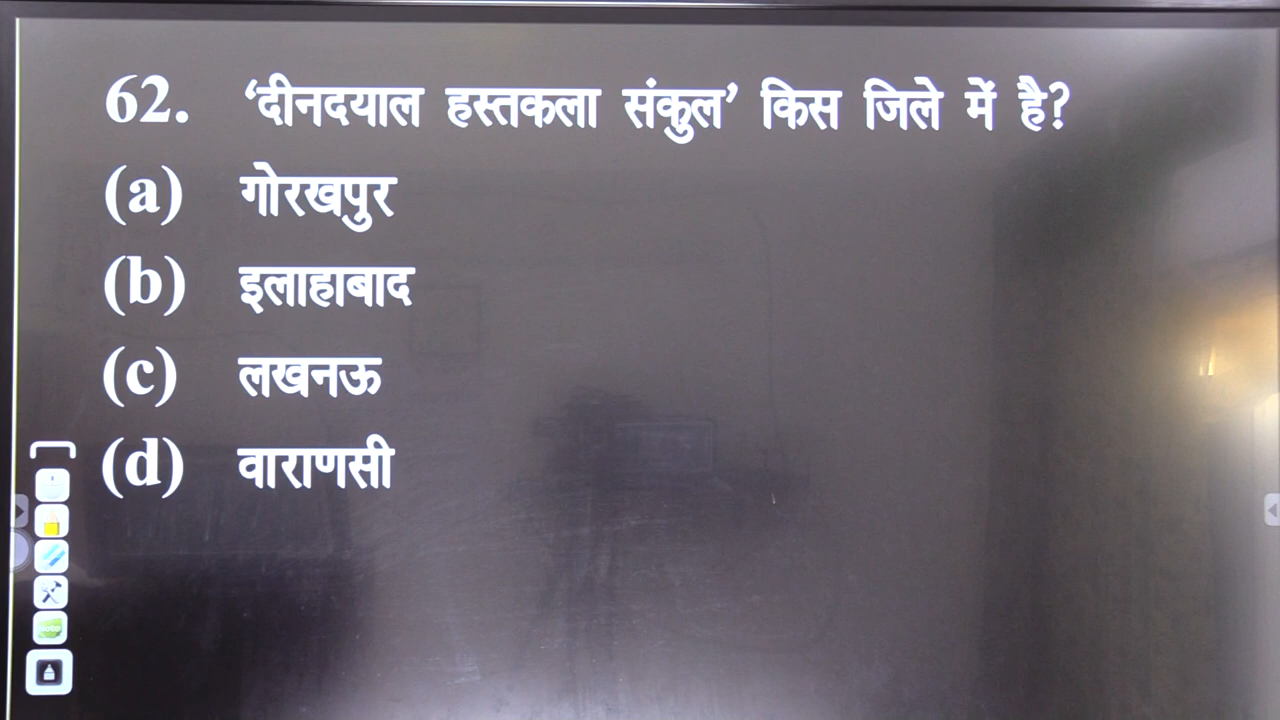 62. ‘दीनदयाल हस्तकला संकुल’ किस जिले में है?
(a) गोरखपुर
(b) इलाहाबाद
(c) लखनऊ
(d) वाराणसी